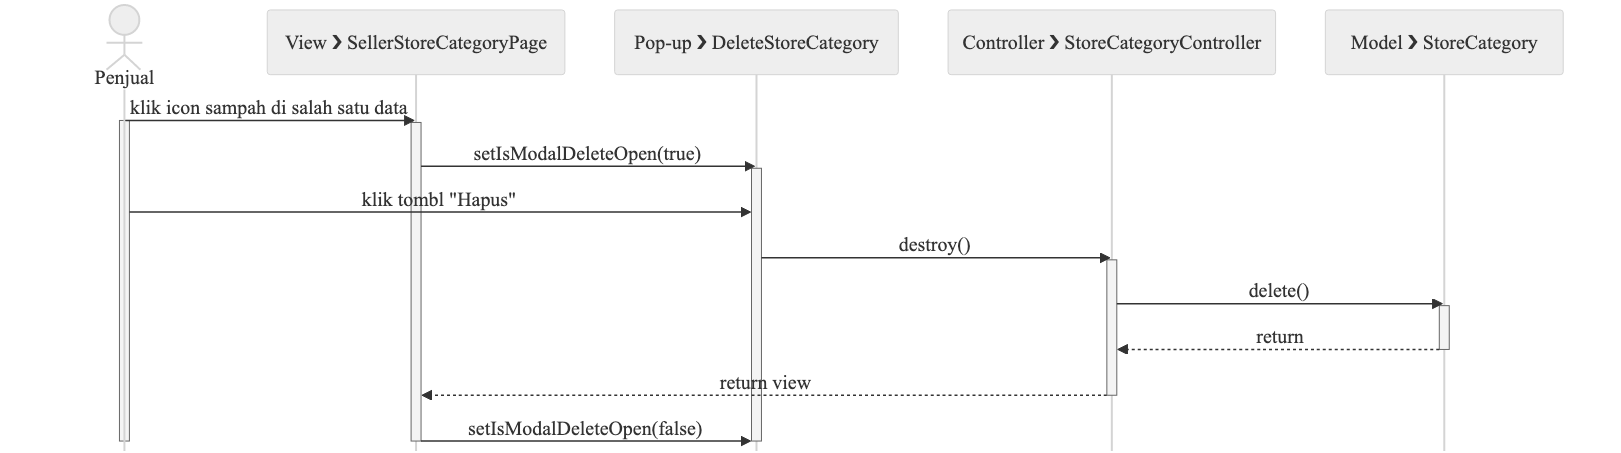 View ❯ SellerStoreCategoryPage
Pop-up ❯ DeleteStoreCategory
Controller ❯ StoreCategoryController
Model ❯ StoreCategory
Penjual
klik icon sampah di salah satu data
setIsModalDeleteOpen(true)
klik tombl "Hapus"
destroy()
delete()
return
return view
setIsModalDeleteOpen(false)